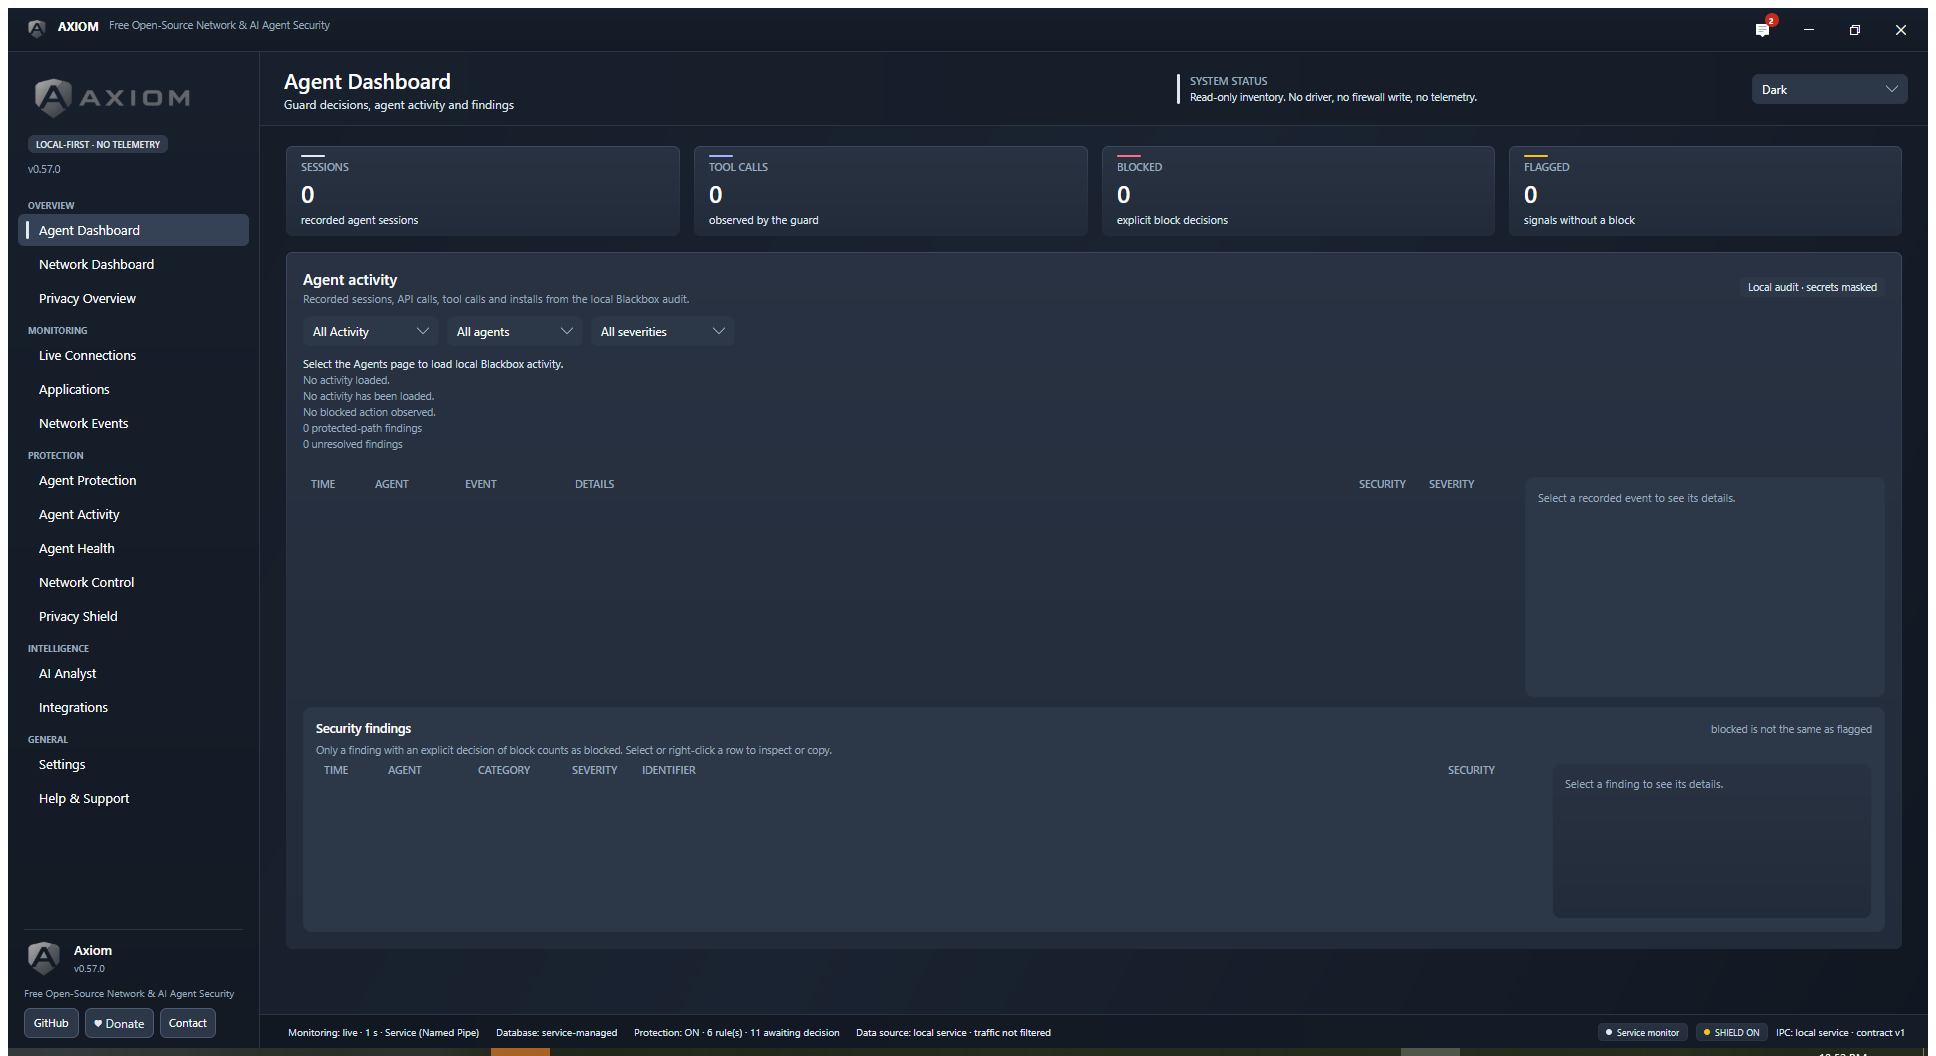 AXIOM Free Open-Source Network & AI Agent Security
2
AXIOM
LOCAL-FIRST - NO TELEMETRY
v0.57.0
OVERVIEW
Agent Dashboard
Network Dashboard
Privacy Overview
MONITORING
Live Connections
Applications
Network Events
PROTECTION
Agent Protection
Agent Activity
Agent Health
Network Control
Privacy Shield
INTELLIGENCE
AI Analyst
Integrations
GENERAL
Settings
Help & Support
Axiom
v0.57.0
Free Open-Source Network & AI Agent Security
GitHub
Donate
Contact
Agent Dashboard
Guard decisions, agent activity and findings
SYSTEM STATUS
Read-only inventory. No driver, no firewall write, no telemetry.
Dark
SESSIONS
0
recorded agent sessions
TOOL CALLS
0
observed by the guard
BLOCKED
0
explicit block decisions
FLAGGED
0
signals without a block
Agent activity
Recorded sessions, API calls, tool calls and installs from the local Blackbox audit.
Local audit · secrets masked
All Activity
All agents
All severities
Select the Agents page to load local Blackbox activity.
No activity loaded.
No activity has been loaded.
No blocked action observed.
0 protected-path findings
0 unresolved findings
TIME AGENT EVENT DETAILS SECURITY SEVERITY
Select a recorded event to see its details.
Security findings
blocked is not the same as flagged
Only a finding with an explicit decision of block counts as blocked. Select or right-click a row to inspect or copy.
TIME AGENT CATEGORY SEVERITY IDENTIFIER SECURITY
Select a finding to see its details.
Monitoring: live · 1 s · Service (Named Pipe) Database: service-managed Protection: ON · 6 rule(s) · 11 awaiting decision Data source: local service · traffic not filtered Service monitor SHIELD ON IPC: local service · contract v1